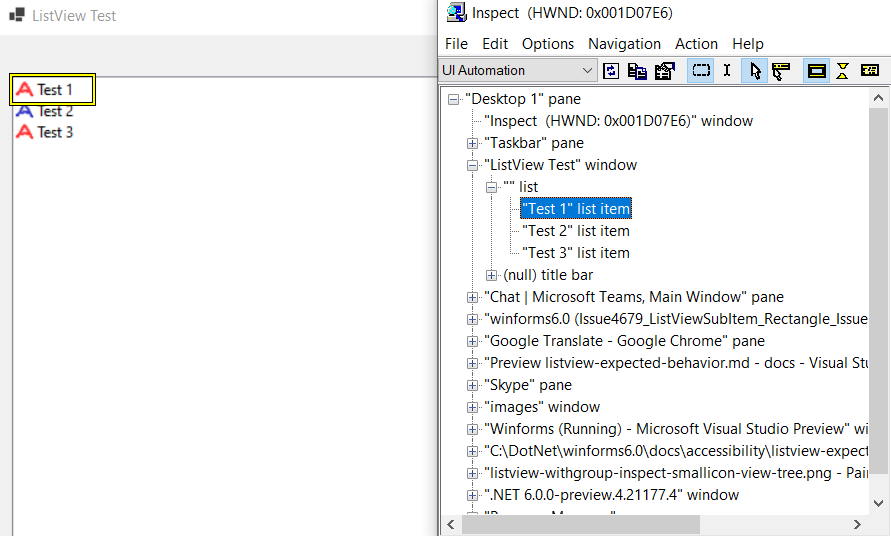 ListView Test
Test 1
Test 2
Test 3
Inspect (HWND: 0x001D07E6)
File Edit Options Navigation Action Help
UI Automation
"Desktop 1" pane
"Inspect (HWND: 0x001D07E6)" window
"Taskbar" pane
"ListView Test" window
"" list
"Test 1" list item
"Test 2" list item
"Test 3" list item
(null) title bar
"Chat | Microsoft Teams, Main Window" pane
"winforms6.0 (Issue4679_ListViewSubItem_Rectangle_Issue
"Google Translate - Google Chrome" pane
"Preview listview-expected-behavior.md - docs - Visual Stu
"Skype" pane
"images" window
"Winforms (Running) - Microsoft Visual Studio Preview" wi
"C:\DotNet\winforms6.0\docs\accessibility\listview-expect
"listview-withgroup-inspect-smallicon-view-tree.png - Pain
".NET 6.0.0-preview.4.21177.4" window